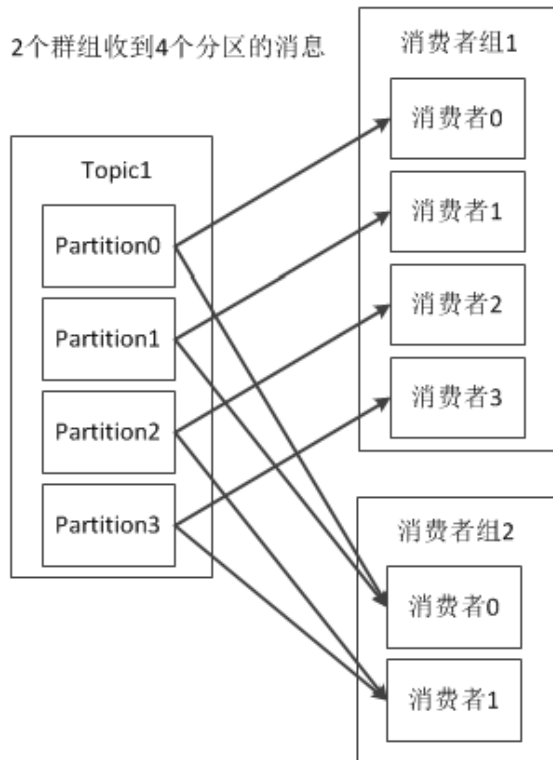 2个群组收到4个分区的消息
Topic1
Partition0
Partition1
Partition2
Partition3
消费者组1
消费者0
消费者1
消费者2
消费者3
消费者组2
消费者0
消费者1